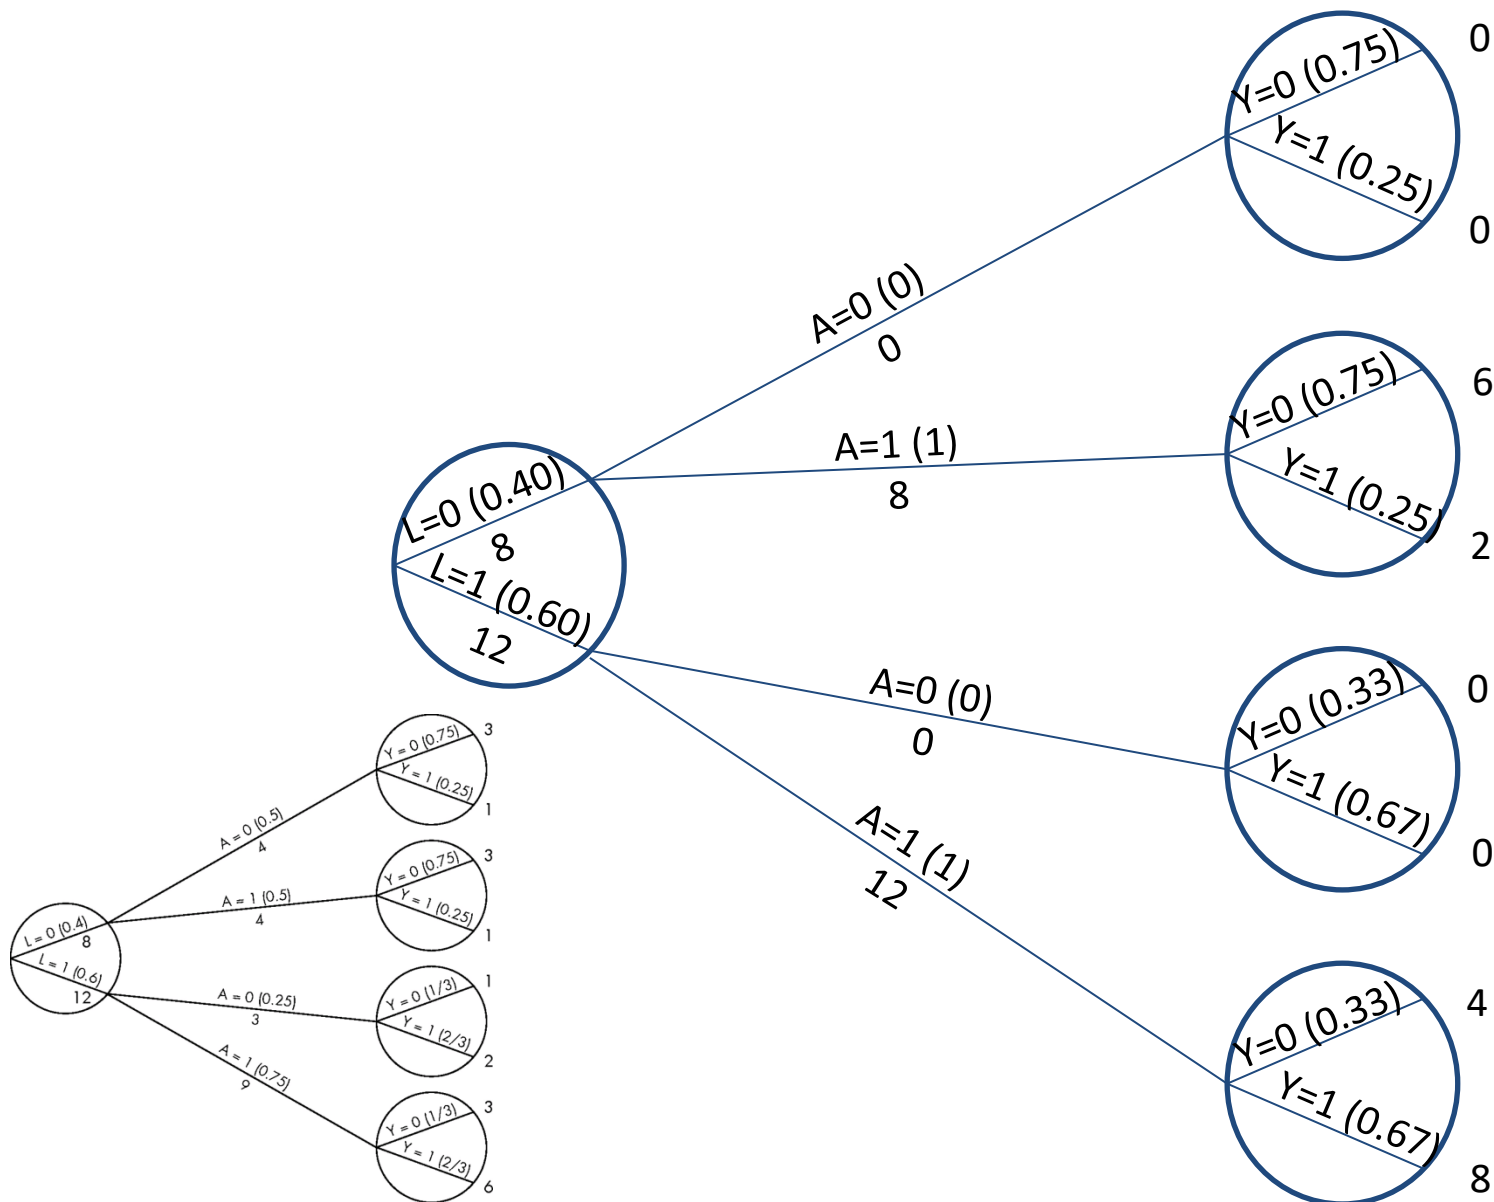 Y=0 (0.75)
0
Y=1 (0.25)
0
A=0 (0)
0
Y=0 (0.75)
6
A=1 (1)
8
Y=1 (0.25)
2
L=0 (0.40)
8
L=1 (0.60)
12
A=0 (0)
0
Y=0 (0.33)
0
Y=1 (0.67)
0
A=1 (1)
12
Y=0 (0.33)
4
Y=1 (0.67)
8
Y = 0 (0.75)
3
Y = 1 (0.25)
1
A = 0 (0.5)
4
Y = 0 (0.75)
3
A = 1 (0.5)
4
Y = 1 (0.25)
1
L = 0 (0.4)
8
L = 1 (0.6)
12
A = 0 (0.25)
3
Y = 0 (1/3)
1
Y = 1 (2/3)
2
A = 1 (0.75)
9
Y = 0 (1/3)
3
Y = 1 (2/3)
6